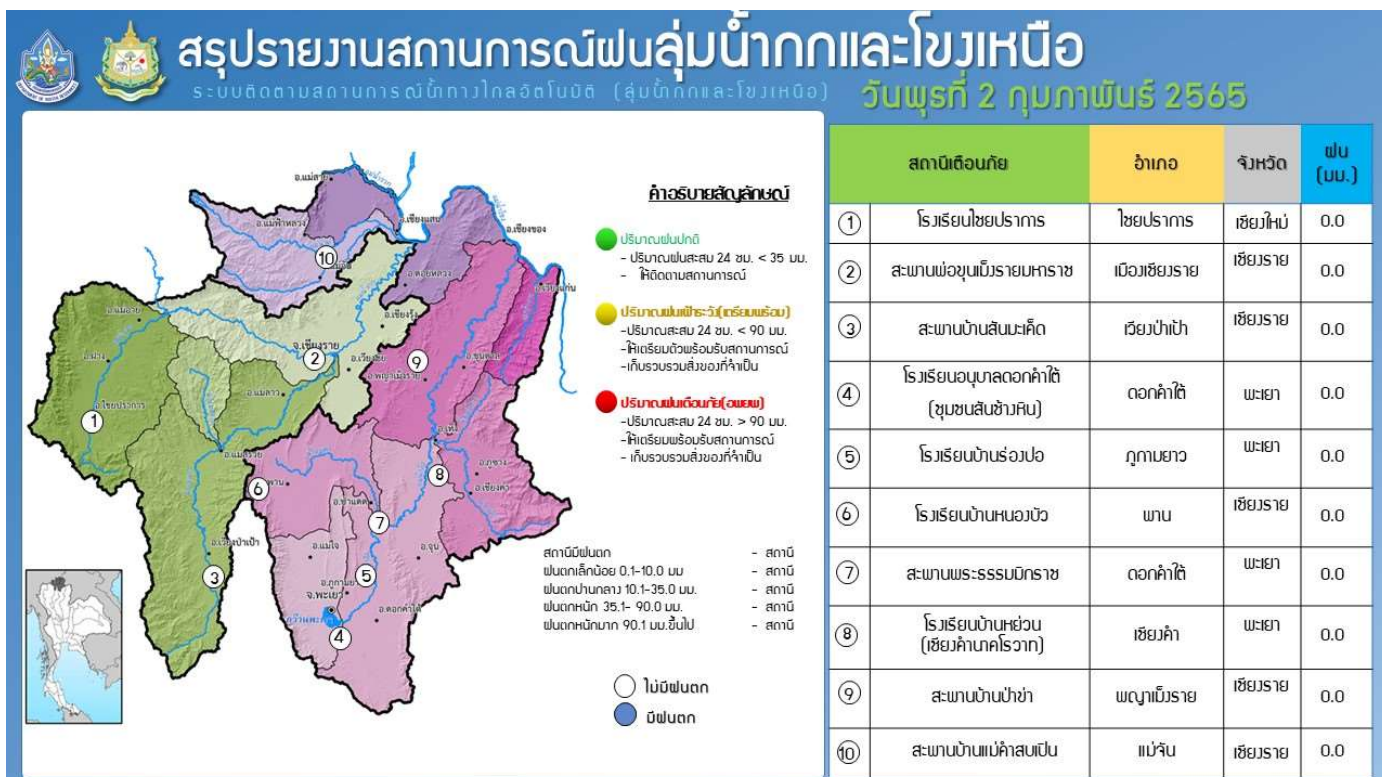 สรุปรายงานสถานการณ์ฝนลุ่มน้ำกกและโขงเหนือ
ระบบติดตามสถานการณ์น้ำทางไกลอัตโนมัติ (ลุ่มน้ำกกและโขงเหนือ)
วันพุธที่ 2 กุมภาพันธ์ 2565
คำอธิบายสัญลักษณ์
ปริมาณฝนปกติ
- ปริมาณฝนสะสม 24 ชม. < 35 มม.
- ให้ติดตามสถานการณ์
ปริมาณฝนเฝ้าระวัง(เตรียมพร้อม)
-ปริมาณสะสม 24 ชม. < 90 มม.
-ให้เตรียมตัวพร้อมรับสถานการณ์
-เก็บรวบรวมสิ่งของที่จำเป็น
ปริมาณฝนเตือนภัย(อพยพ)
-ปริมาณสะสม 24 ชม. > 90 มม.
-ให้เตรียมพร้อมรับสถานการณ์
- เก็บรวบรวมสิ่งของที่จำเป็น
อ.แม่สาย
อ.แม่ฟ้าหลวง
อ.เชียงแสน
อ.เชียงของ
อ.ดอยหลวง
อ.เวียงแก่น
10
อ.แม่อาย
อ.เชียงรุ้ง
จ.เชียงราย
2
อ.ฝาง
อ.พญาเม็งราย
9
อ.แม่ลาว
อ.ไชยปราการ
1
อ.แม่สรวย
อ.เทิง
อ.ภูซาง
8
อ.เชียงคำ
6
อ.ป่าแดด
7
อ.เวียงป่าเป้า
3
อ.แม่ใจ
อ.จุน
5
จ.พะเยา
อ.ดอกคำใต้
4
สถานีมีฝนตก - สถานี
ฝนตกเล็กน้อย 0.1-10.0 มม - สถานี
ฝนตกปานกลาง 10.1-35.0 มม. - สถานี
ฝนตกหนัก 35.1- 90.0 มม. - สถานี
ฝนตกหนักมาก 90.1 มม.ขึ้นไป - สถานี
ไม่มีฝนตก
มีฝนตก
สถานีเตือนภัย อำเภอ จังหวัด ฝน (มม.)
1 โรงเรียนไชยปราการ ไชยปราการ เชียงใหม่ 0.0
2 สะพานพ่อขุนเม็งรายมหาราช เมืองเชียงราย เชียงราย 0.0
3 สะพานบ้านสันมะเค็ด เวียงป่าเป้า เชียงราย 0.0
4 โรงเรียนอนุบาลดอกคำใต้ (ชุมชนสันช้างหิน) ดอกคำใต้ พะเยา 0.0
5 โรงเรียนบ้านร่องปอ ภูกามยาว พะเยา 0.0
6 โรงเรียนบ้านหนองบัว พาน เชียงราย 0.0
7 สะพานพระธรรมมิกราช ดอกคำใต้ พะเยา 0.0
8 โรงเรียนบ้านหย่วน (เชียงคำนาคโรวาท) เชียงคำ พะเยา 0.0
9 สะพานบ้านป่าข่า พญาเม็งราย เชียงราย 0.0
10 สะพานบ้านแม่คำสบเปิน แม่จัน เชียงราย 0.0